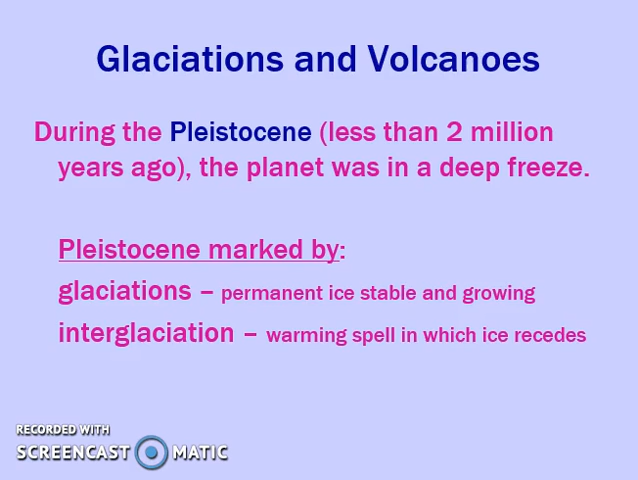 Glaciations and Volcanoes
During the Pleistocene (less than 2 million
years ago), the planet was in a deep freeze.
Pleistocene marked by:
glaciations – permanent ice stable and growing
interglaciation – warming spell in which ice recedes
RECORDED WITH
SCREENCAST MATIC